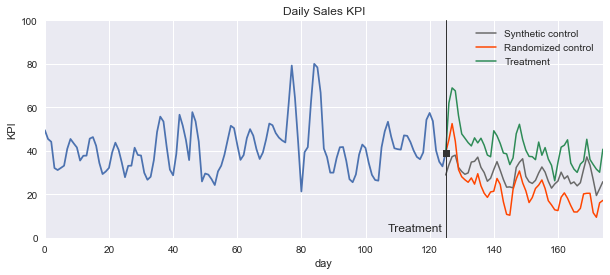 Daily Sales KPI
Synthetic control
Randomized control
Treatment
KPI
100
80
60
40
20
0
Treatment
0 20 40 60 80 100 120 140 160
day